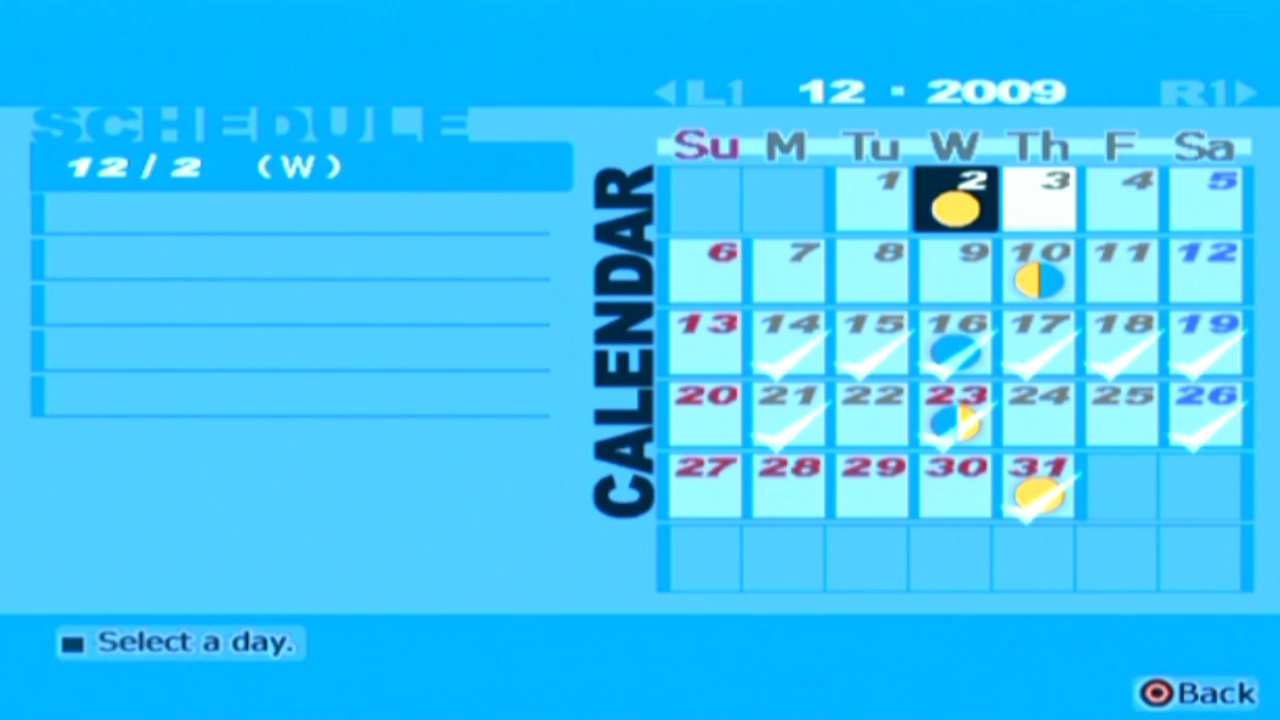 L1 12 · 2009 R1
SCHEDULE
12/2 (W)
CALENDAR
Su M Tu W Th F Sa
1 2 3 4 5
6 7 8 9 10 11 12
13 14 15 16 17 18 19
20 21 22 23 24 25 26
27 28 29 30 31
Select a day.
Back